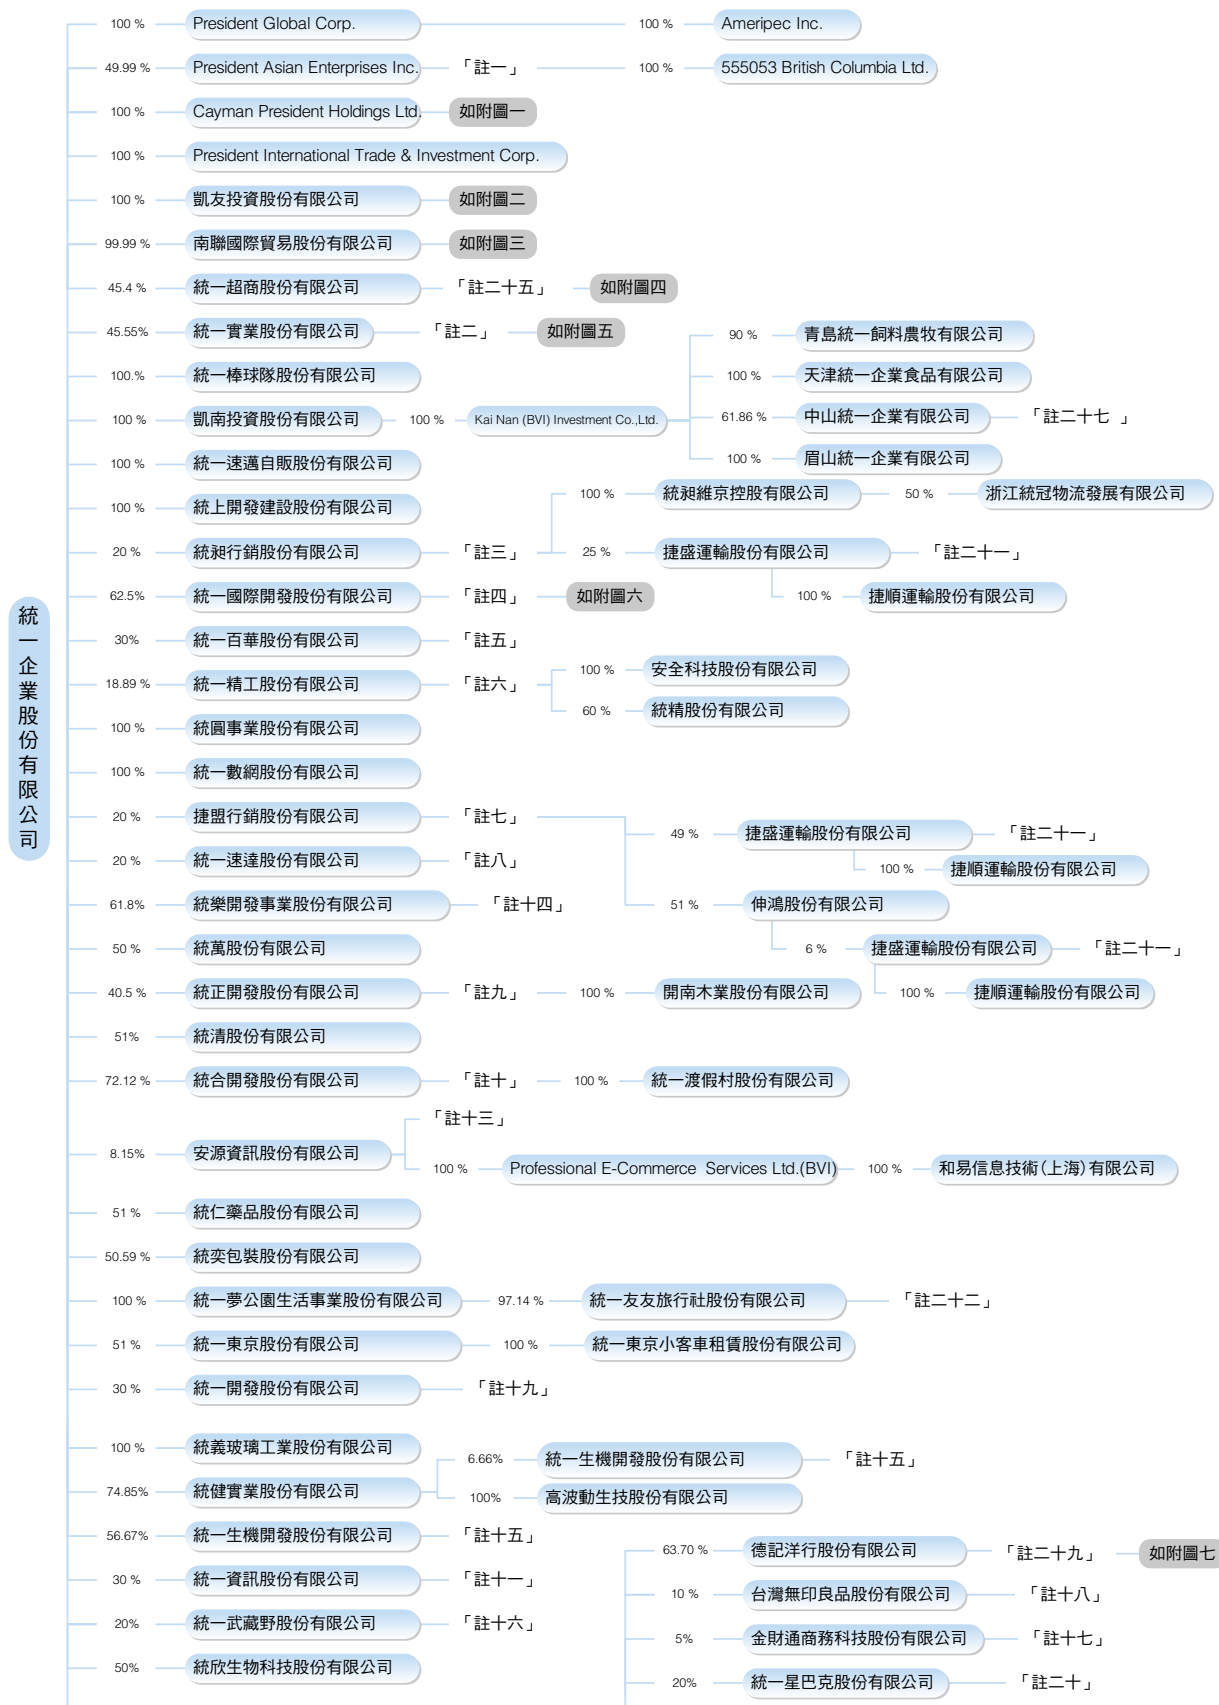 統一企業股份有限公司
100 % President Global Corp. 100 % Ameripec Inc.
49.99 % President Asian Enterprises Inc. 「註一」 100 % 555053 British Columbia Ltd.
100 % Cayman President Holdings Ltd. 如附圖一
100 % President International Trade & Investment Corp.
100 % 凱友投資股份有限公司 如附圖二
99.99 % 南聯國際貿易股份有限公司 如附圖三
45.4 % 統一超商股份有限公司 「註二十五」 如附圖四
45.55% 統一實業股份有限公司 「註二」 如附圖五
90 % 青島統一飼料農牧有限公司
100.% 統一棒球隊股份有限公司
100 % 天津統一企業食品有限公司
100 % 凱南投資股份有限公司 100 % Kai Nan (BVI) Investment Co.,Ltd. 61.86 % 中山統一企業有限公司 「註二十七 」
100 % 眉山統一企業有限公司
100 % 統一速邁自販股份有限公司
100 % 統昶維京控股有限公司 50 % 浙江統冠物流發展有限公司
100 % 統上開發建設股份有限公司
20 % 統昶行銷股份有限公司 「註三」 25 % 捷盛運輸股份有限公司 「註二十一」
62.5% 統一國際開發股份有限公司 「註四」 如附圖六 100 % 捷順運輸股份有限公司
30% 統一百華股份有限公司 「註五」
100 % 安全科技股份有限公司
18.89 % 統一精工股份有限公司 「註六」
60 % 統精股份有限公司
100 % 統圓事業股份有限公司
100 % 統一數網股份有限公司
20 % 捷盟行銷股份有限公司 「註七」
49 % 捷盛運輸股份有限公司 「註二十一」
20 % 統一速達股份有限公司 「註八」
100 % 捷順運輸股份有限公司
61.8% 統樂開發事業股份有限公司 「註十四」 51 % 伸鴻股份有限公司
50 % 統萬股份有限公司 6 % 捷盛運輸股份有限公司 「註二十一」
40.5 % 統正開發股份有限公司 「註九」 100 % 開南木業股份有限公司 100 % 捷順運輸股份有限公司
51% 統清股份有限公司
72.12 % 統合開發股份有限公司 「註十」 100 % 統一渡假村股份有限公司
「註十三」
8.15% 安源資訊股份有限公司
100 % Professional E-Commerce Services Ltd.(BVI) 100 % 和易信息技術(上海)有限公司
51 % 統仁藥品股份有限公司
50.59 % 統奕包裝股份有限公司
100 % 統一夢公園生活事業股份有限公司 97.14 % 統一友友旅行社股份有限公司 「註二十二」
51 % 統一東京股份有限公司 100 % 統一東京小客車租賃股份有限公司
30 % 統一開發股份有限公司 「註十九」
100 % 統義玻璃工業股份有限公司
6.66% 統一生機開發股份有限公司 「註十五」
74.85% 統健實業股份有限公司
100% 高波動生技股份有限公司
56.67% 統一生機開發股份有限公司 「註十五」
63.70 % 德記洋行股份有限公司 「註二十九」 如附圖七
30 % 統一資訊股份有限公司 「註十一」
10 % 台灣無印良品股份有限公司 「註十八」
20% 統一武藏野股份有限公司 「註十六」
5% 金財通商務科技股份有限公司 「註十七」
50% 統欣生物科技股份有限公司
20% 統一星巴克股份有限公司 「註二十」